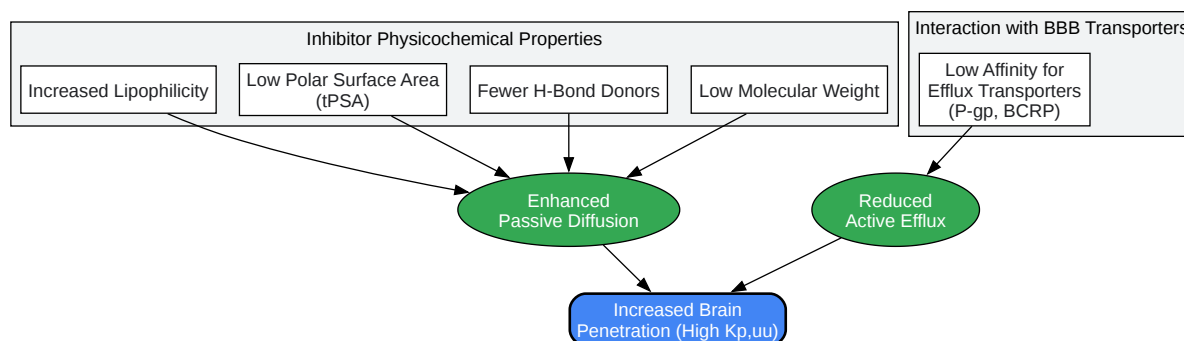 Inhibitor Physicochemical Properties
Interaction with BBB Transporters
Increased Lipophilicity
Low Polar Surface Area
(tPSA)
Fewer H-Bond Donors
Low Molecular Weight
Low Affinity for
Efflux Transporters
(P-gp, BCRP)
Enhanced
Passive Diffusion
Reduced
Active Efflux
Increased Brain
Penetration (High Kp,uu)